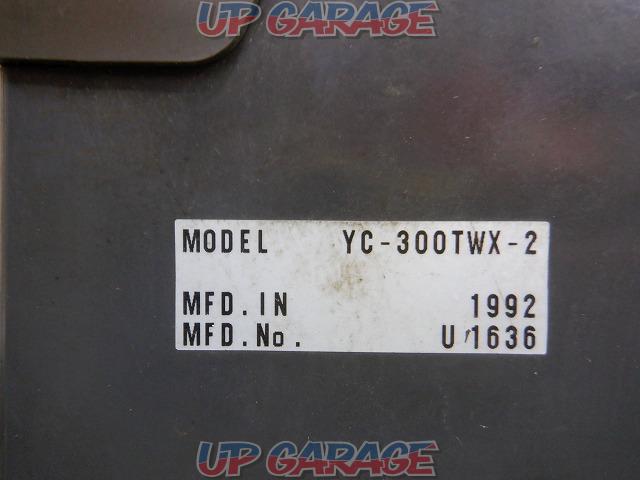 UP GARAGE
MODEL YC-300TWX-2
MFD.IN 1992
MFD.No. U 1636
UP GARAGE